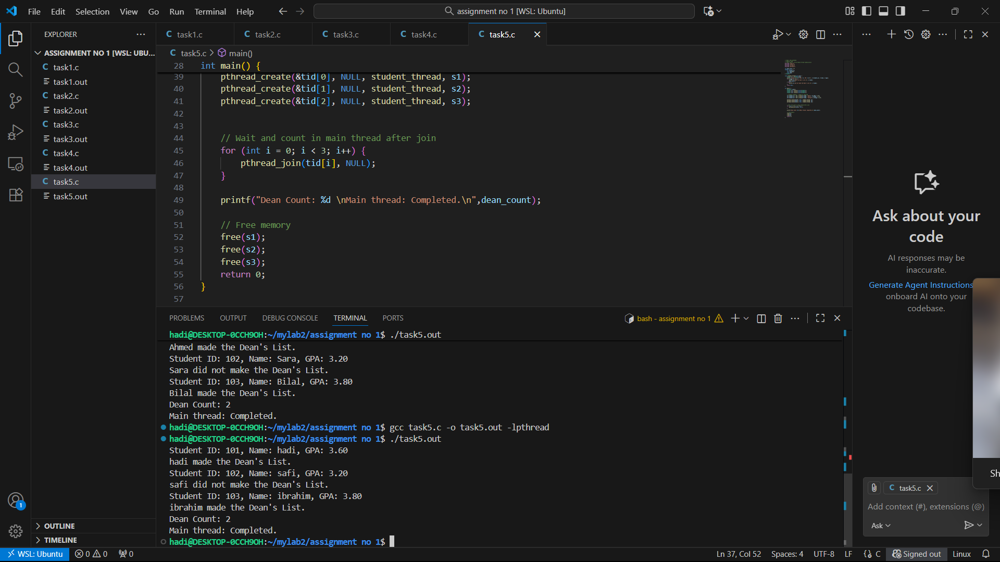 File Edit Selection View Go Run Terminal Help
assignment no 1 [WSL: Ubuntu]
EXPLORER
ASSIGNMENT NO 1 [WSL: UBU...
C task1.c
task1.out
C task2.c
task2.out
C task3.c
task3.out
C task4.c
task4.out
C task5.c
task5.out
OUTLINE
TIMELINE
C task1.c
C task2.c
C task3.c
C task4.c
C task5.c
C task5.c > main()
28 int main() {
39 pthread_create(&tid[0], NULL, student_thread, s1);
40 pthread_create(&tid[1], NULL, student_thread, s2);
41 pthread_create(&tid[2], NULL, student_thread, s3);
42
43
44 // Wait and count in main thread after join
45 for (int i = 0; i < 3; i++) {
46 pthread_join(tid[i], NULL);
47 }
48
49 printf("Dean Count: %d \nMain thread: Completed.\n",dean_count);
50
51 // Free memory
52 free(s1);
53 free(s2);
54 free(s3);
55 return 0;
56 }
57
PROBLEMS OUTPUT DEBUG CONSOLE TERMINAL PORTS
bash - assignment no 1
hadi@DESKTOP-0CCH9OH:~/mylab2/assignment no 1$ ./task5.out
Ahmed made the Dean's List.
Student ID: 102, Name: Sara, GPA: 3.20
Sara did not make the Dean's List.
Student ID: 103, Name: Bilal, GPA: 3.80
Bilal made the Dean's List.
Dean Count: 2
Main thread: Completed.
hadi@DESKTOP-0CCH9OH:~/mylab2/assignment no 1$ gcc task5.c -o task5.out -lpthread
hadi@DESKTOP-0CCH9OH:~/mylab2/assignment no 1$ ./task5.out
Student ID: 101, Name: hadi, GPA: 3.60
hadi made the Dean's List.
Student ID: 102, Name: safi, GPA: 3.20
safi did not make the Dean's List.
Student ID: 103, Name: ibrahim, GPA: 3.80
ibrahim made the Dean's List.
Dean Count: 2
Main thread: Completed.
hadi@DESKTOP-0CCH9OH:~/mylab2/assignment no 1$
Ask about your
code
AI responses may be
inaccurate.
Generate Agent Instructions
onboard AI onto your
codebase.
Sh
C task5.c
Add context (#), extensions (@)
Ask
1
WSL: Ubuntu 0 0 0
Ln 37, Col 52 Spaces: 4 UTF-8 LF {} C Signed out Linux